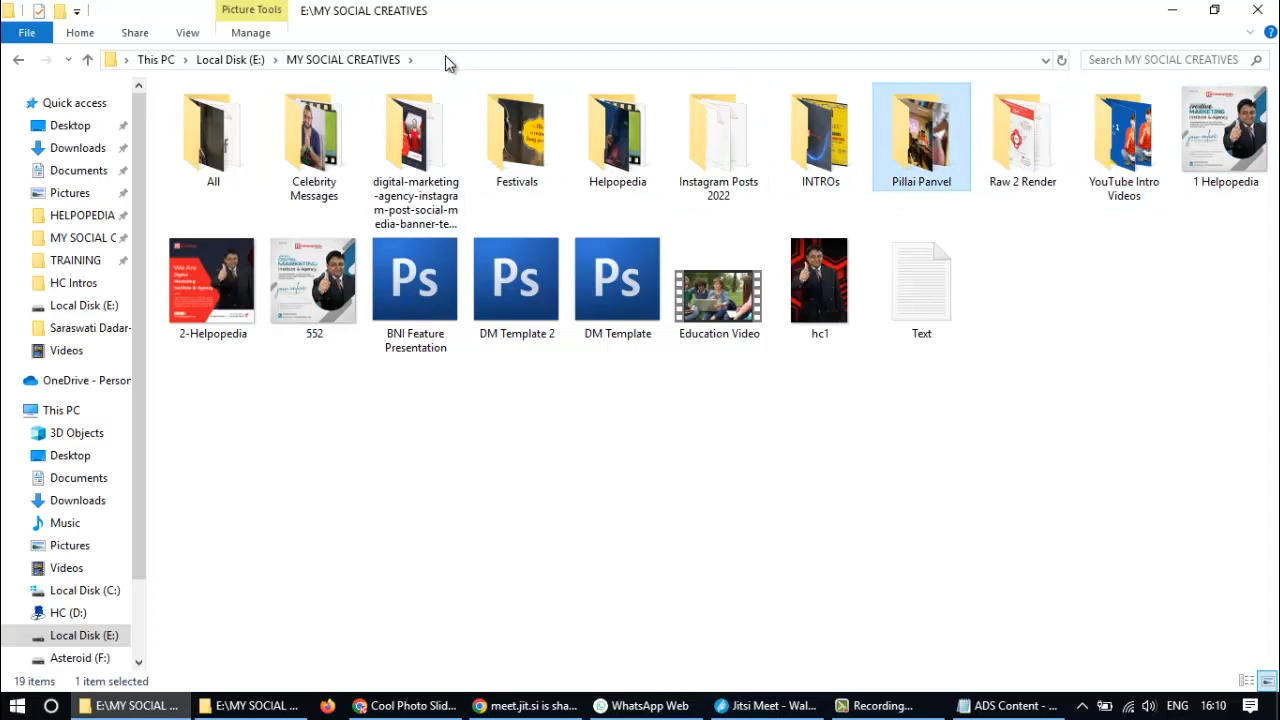 Picture Tools
E:\MY SOCIAL CREATIVES
File Home Share View Manage
This PC Local Disk (E:) MY SOCIAL CREATIVES
Search MY SOCIAL CREATIVES
Quick access
Desktop
Downloads
Documents
Pictures
HELPOPEDIA
MY SOCIAL C
TRAINING
HC Intros
Local Disk (E:)
Saraswati Dadar-
Videos
OneDrive - Person
This PC
3D Objects
Desktop
Documents
Downloads
Music
Pictures
Videos
Local Disk (C:)
HC (D:)
Local Disk (E:)
Asteroid (F:)
All
Celebrity
Messages
digital-marketing
-agency-instagra
m-post-social-m
edia-banner-te...
Festivals
Helpopedia
Instagram Posts
2022
INTROs
Pillai Panvel
Raw 2 Render
YouTube Intro
Videos
1 Helpopedia
2-Helpopedia
552
Ps
BNI Feature
Presentation
Ps
DM Template 2
Ps
DM Template
Education Video
hc1
Text
19 items 1 item selected
E:\MY SOCIAL ... E:\MY SOCIAL ... Cool Photo Slid... meet.jit.si is sha... WhatsApp Web Jitsi Meet - Wal... Recording... ADS Content - ... ENG 16:10